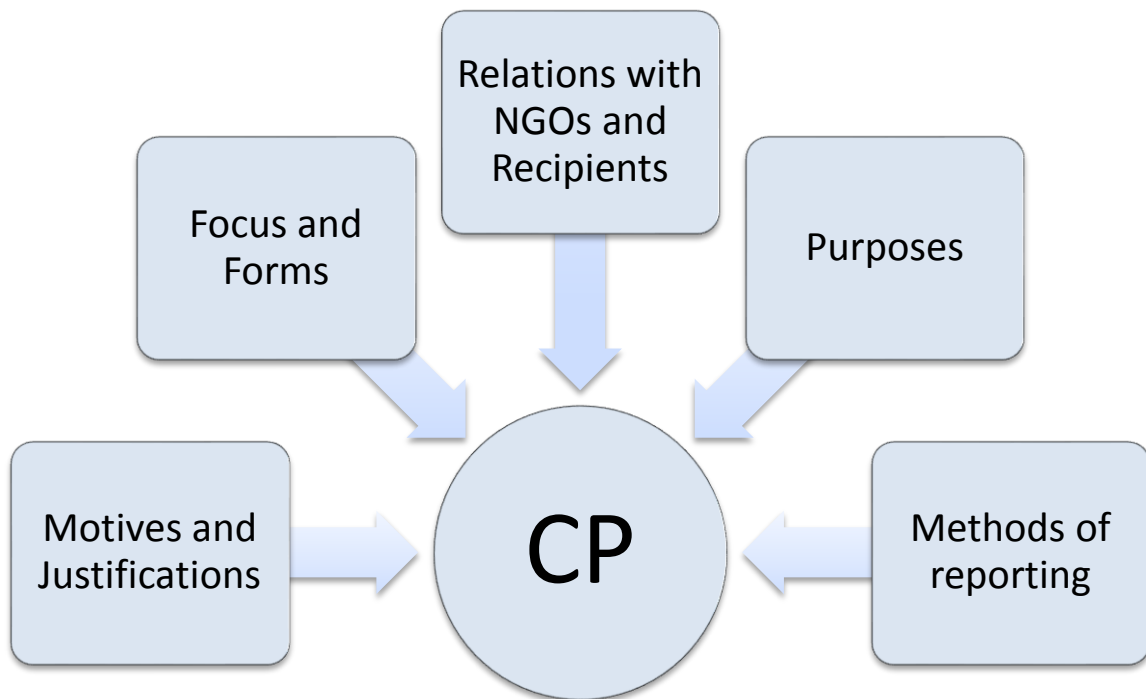 Relations with
NGOs and
Recipients
Focus and
Forms
Purposes
Motives and
Justifications
CP
Methods of
reporting